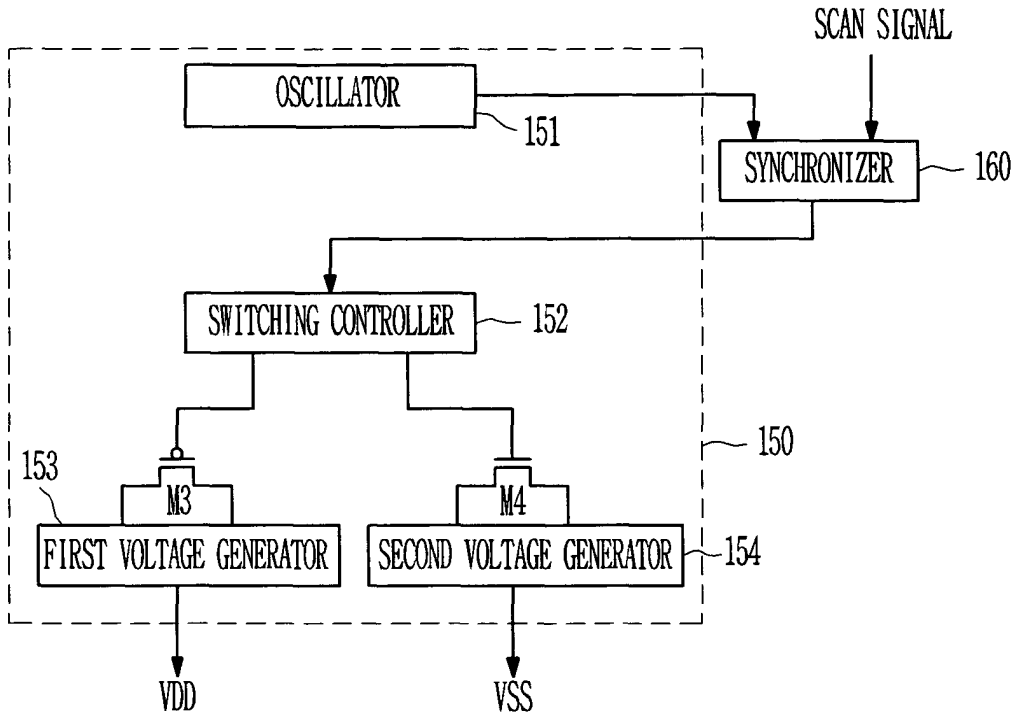 SCAN SIGNAL
OSCILLATOR
151
SYNCHRONIZER
160
SWITCHING CONTROLLER
152
150
153
M3
M4
FIRST VOLTAGE GENERATOR
SECOND VOLTAGE GENERATOR
154
VDD
VSS